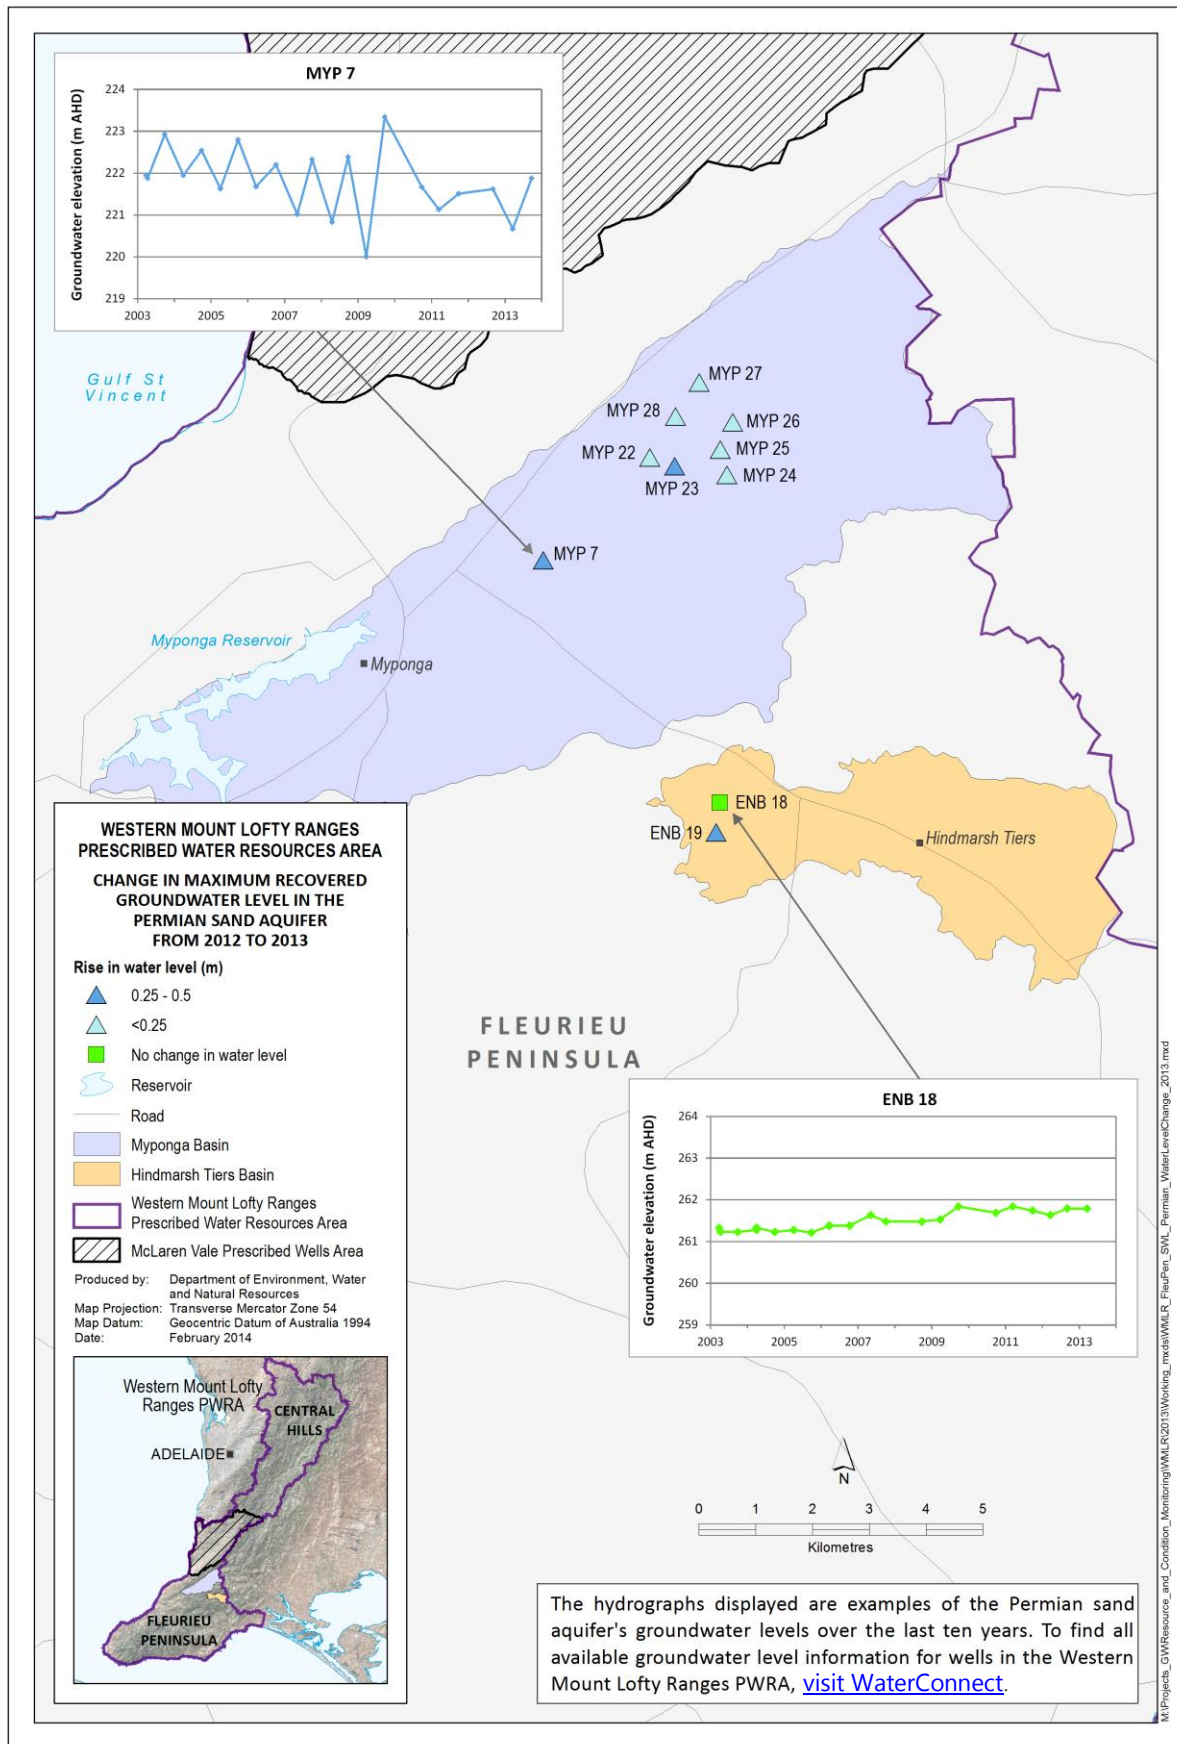 MYP 7
Groundwater elevation (m AHD)
224
223
222
221
220
219
2003
2005
2007
2009
2011
2013
Gulf St
Vincent
MYP 27
MYP 28
MYP 26
MYP 22
MYP 25
MYP 23
MYP 24
MYP 7
Myponga Reservoir
Myponga
ENB 18
ENB 19
Hindmarsh Tiers
FLEURIEU
PENINSULA
WESTERN MOUNT LOFTY RANGES
PRESCRIBED WATER RESOURCES AREA
CHANGE IN MAXIMUM RECOVERED
GROUNDWATER LEVEL IN THE
PERMIAN SAND AQUIFER
FROM 2012 TO 2013
Rise in water level (m)
0.25 - 0.5
<0.25
No change in water level
Reservoir
Road
Myponga Basin
Hindmarsh Tiers Basin
Western Mount Lofty Ranges
Prescribed Water Resources Area
McLaren Vale Prescribed Wells Area
Produced by: Department of Environment, Water
and Natural Resources
Map Projection: Transverse Mercator Zone 54
Map Datum: Geocentric Datum of Australia 1994
Date: February 2014
Western Mount Lofty
Ranges PWRA
CENTRAL
HILLS
ADELAIDE
FLEURIEU
PENINSULA
ENB 18
Groundwater elevation (m AHD)
264
263
262
261
260
259
2003
2005
2007
2009
2011
2013
N
0 1 2 3 4 5
Kilometres
The hydrographs displayed are examples of the Permian sand
aquifer's groundwater levels over the last ten years. To find all
available groundwater level information for wells in the Western
Mount Lofty Ranges PWRA, visit WaterConnect.
M:\Projects_GW\Resource_and_Condition_Monitoring\WMLR\2013\Working_mxds\WMLR_FleuPen_SWL_Permian_WaterLevelChange_2013.mxd